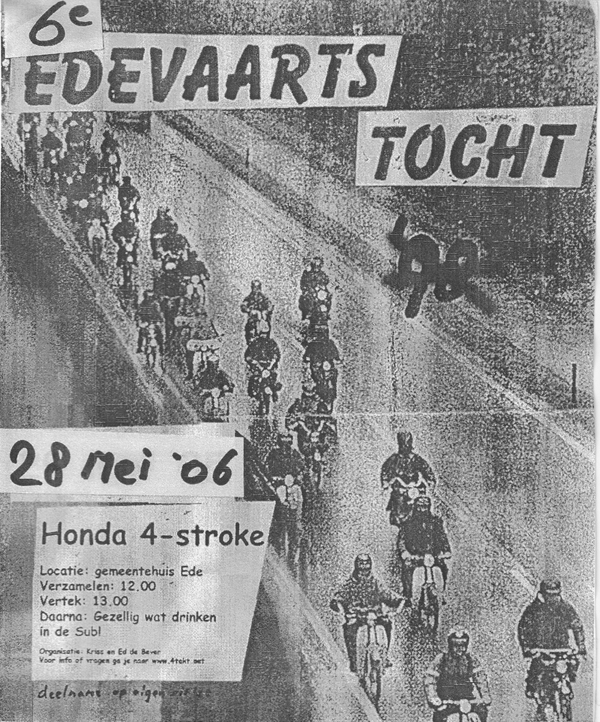 6e
EDEVAARTS
TOCHT
'98
28 Mei '06
Honda 4-stroke
Locatie: gemeentehuis Ede
Verzamelen: 12.00
Vertek: 13.00
Daarna: Gezellig wat drinken
in de Sub!
Organisatie: Kriss en Ed de Bever
Voor info of vragen ga je naar www.4takt.net
deelname op eigen